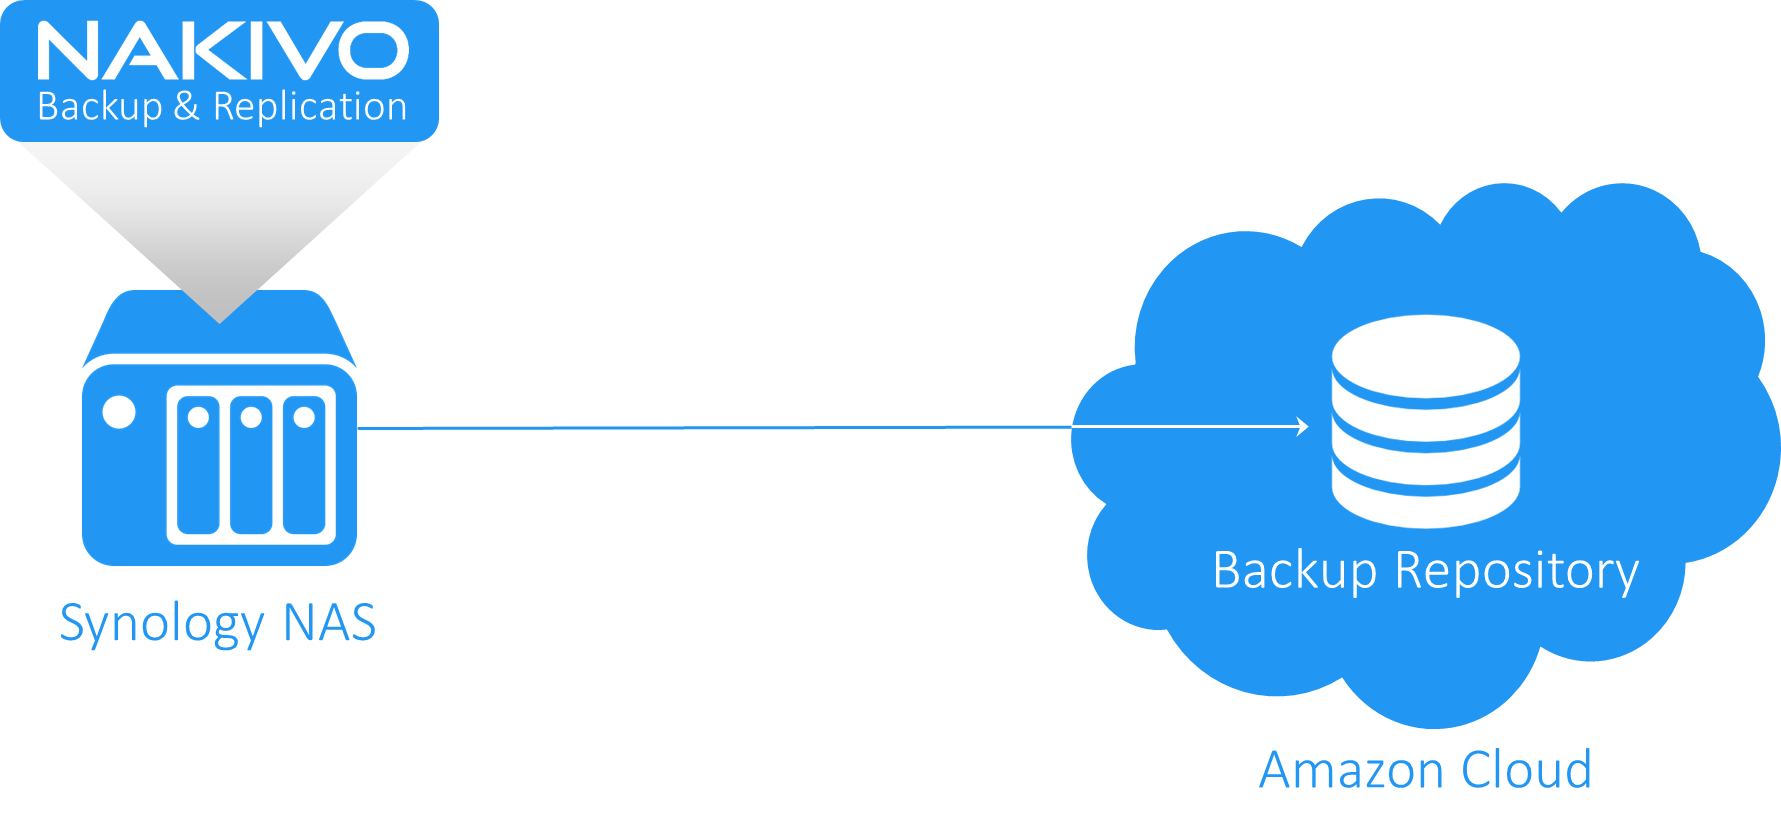 NAKIVO
Backup & Replication
Synology NAS
Backup Repository
Amazon Cloud